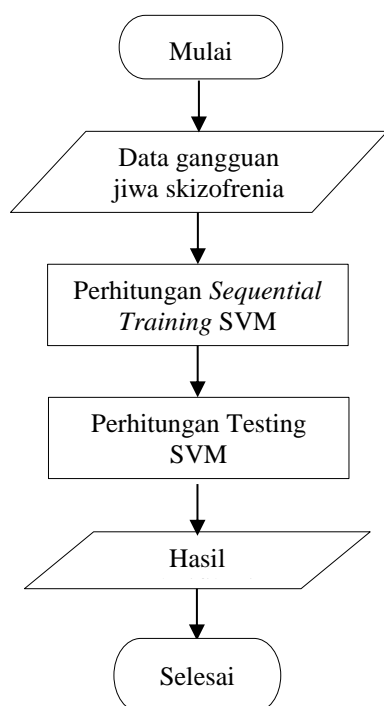 Mulai
Data gangguan
jiwa skizofrenia
Perhitungan Sequential
Training SVM
Perhitungan Testing
SVM
Hasil
Selesai